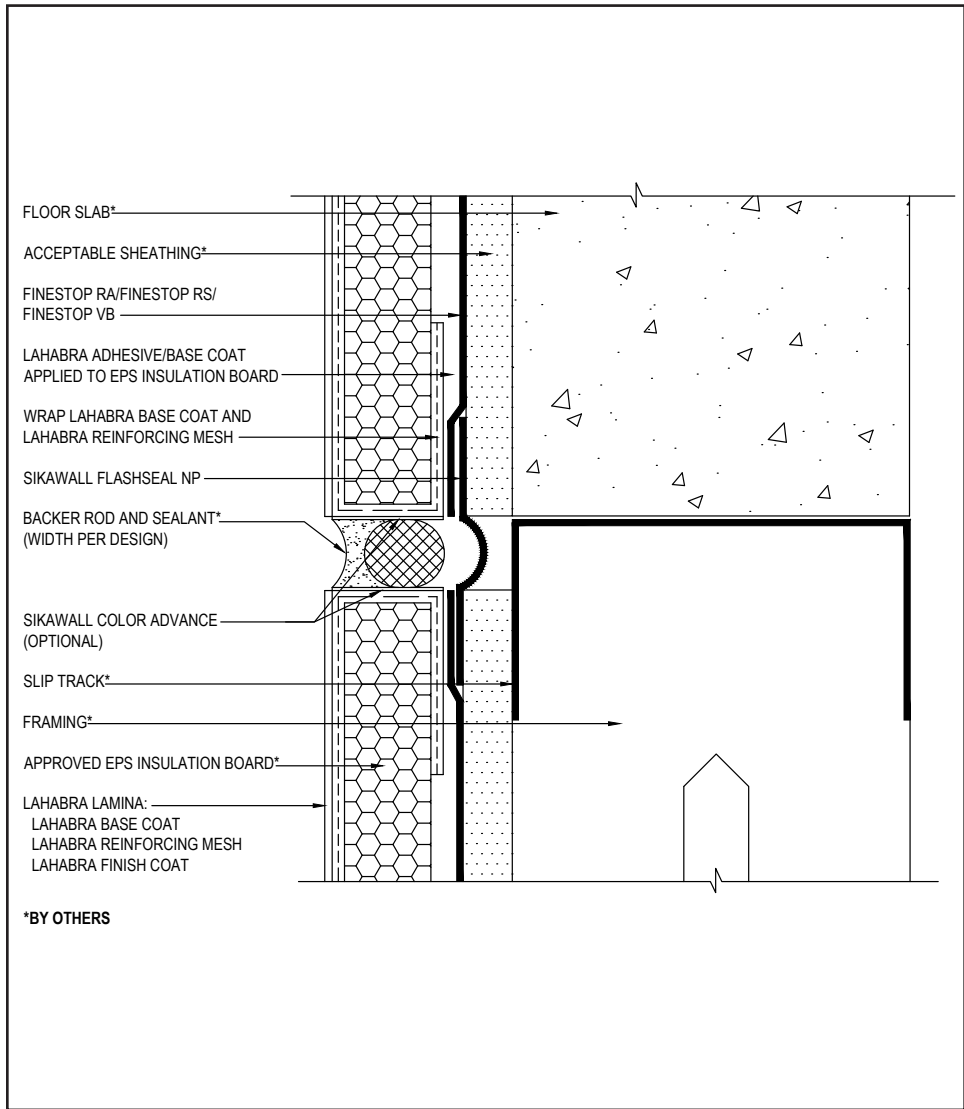 FLOOR SLAB*
ACCEPTABLE SHEATHING*
FINESTOP RA/FINESTOP RS/
FINESTOP VB
LAHABRA ADHESIVE/BASE COAT
APPLIED TO EPS INSULATION BOARD
WRAP LAHABRA BASE COAT AND
LAHABRA REINFORCING MESH
SIKAWALL FLASHSEAL NP
BACKER ROD AND SEALANT*
(WIDTH PER DESIGN)
SIKAWALL COLOR ADVANCE
(OPTIONAL)
SLIP TRACK*
FRAMING*
APPROVED EPS INSULATION BOARD*
LAHABRA LAMINA:
LAHABRA BASE COAT
LAHABRA REINFORCING MESH
LAHABRA FINISH COAT
*BY OTHERS